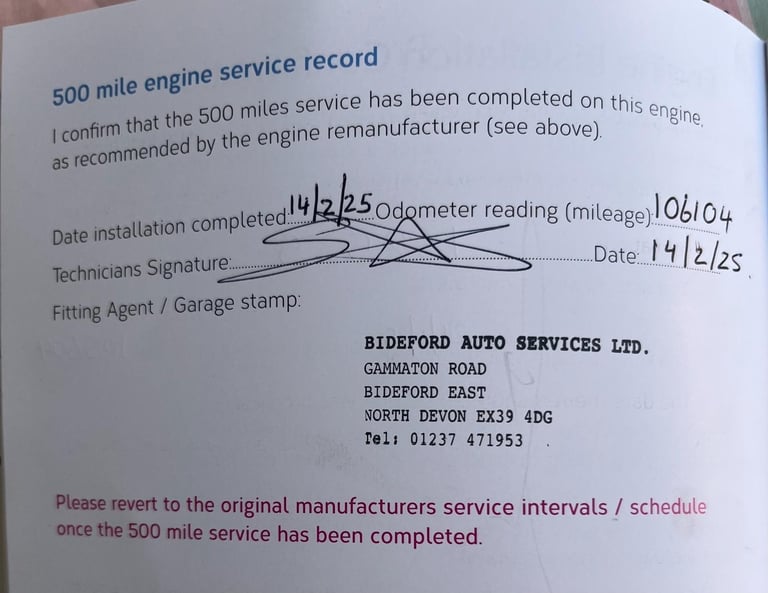 500 mile engine service record
I confirm that the 500 miles service has been completed on this engine,
as recommended by the engine remanufacturer (see above).
Date installation completed: 14/2/25 Odometer reading (mileage): 106104
Technicians Signature: Date: 14/2/25
Fitting Agent / Garage stamp:
BIDEFORD AUTO SERVICES LTD.
GAMMATON ROAD
BIDEFORD EAST
NORTH DEVON EX39 4DG
Tel: 01237 471953
Please revert to the original manufacturers service intervals / schedule
once the 500 mile service has been completed.